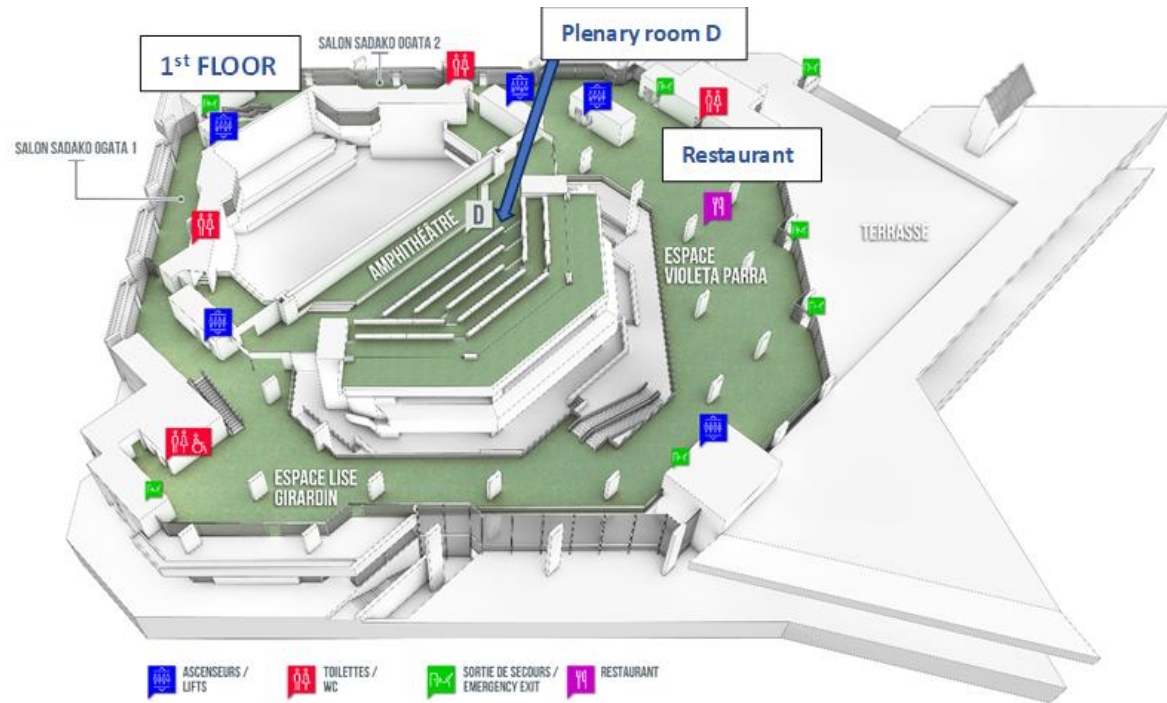 SALON SADAKO OGATA 2
Plenary room D
1st FLOOR
SALON SADAKO OGATA 1
Restaurant
D
AMPHITHÉÂTRE
TERRASSE
ESPACE
VIOLETA PARRA
ESPACE LISE
GIRARDIN
ASCENSEURS /
LIFTS
TOILETTES /
WC
SORTIE DE SECOURS /
EMERGENCY EXIT
RESTAURANT